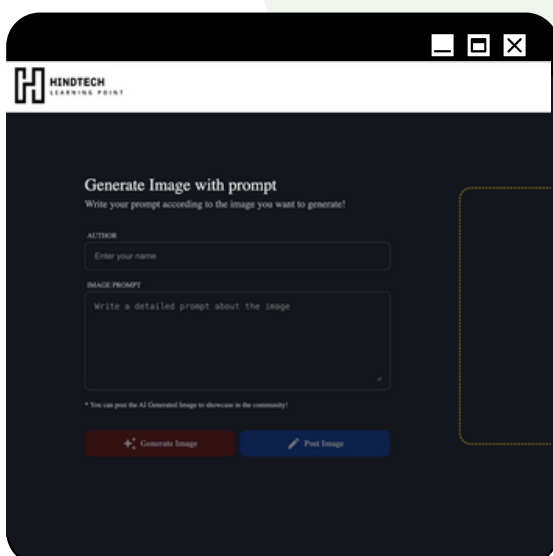 HINDTECH
LEARNING POINT
Generate Image with prompt
Write your prompt according to the image you want to generate!
AUTHOR
Enter your name
IMAGE PROMPT
Write a detailed prompt about the image
* You can post the AI Generated Image to showcase in the community!
Generate Image
Post Image